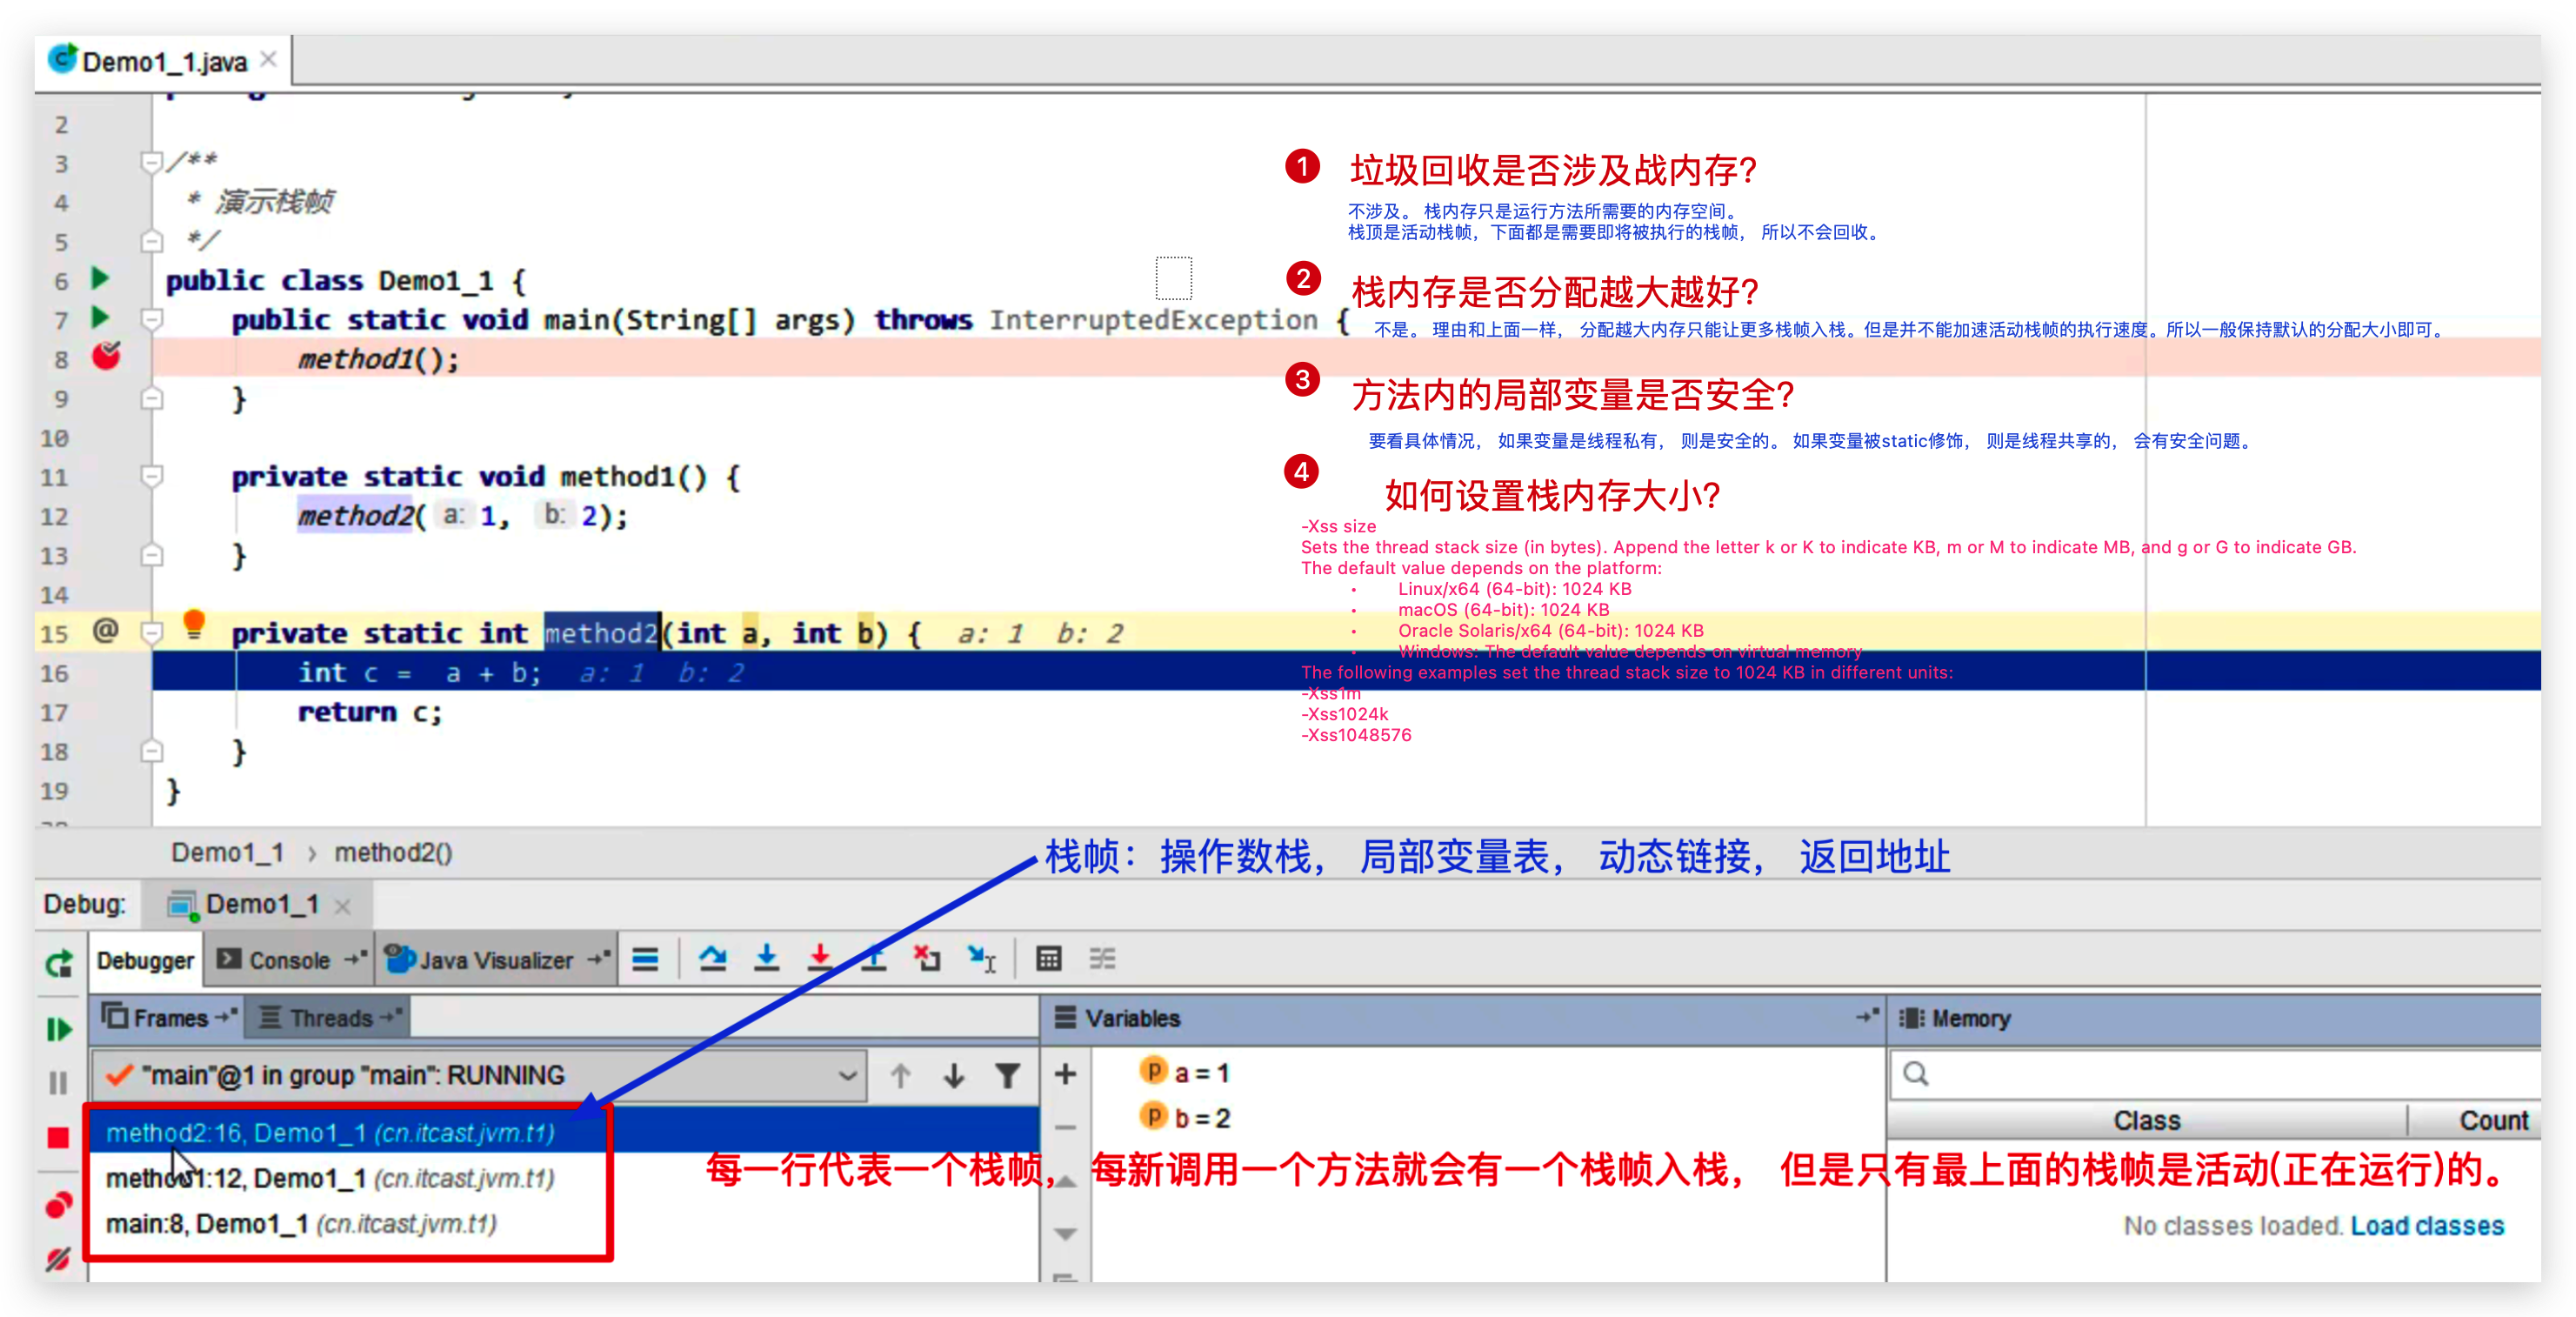 Demo1_1.java
2
3 /**
4 * 演示栈帧
5 */
6 public class Demo1_1 {
7 public static void main(String[] args) throws InterruptedException {
8 method1();
9 }
10
11 private static void method1() {
12 method2( a: 1, b: 2);
13 }
14
15 @ private static int method2(int a, int b) { a: 1 b: 2
16 int c = a + b; a: 1 b: 2
17 return c;
18 }
19 }
1 垃圾回收是否涉及战内存?
不涉及。 栈内存只是运行方法所需要的内存空间。
栈顶是活动栈帧，下面都是需要即将被执行的栈帧， 所以不会回收。
2 栈内存是否分配越大越好?
不是。 理由和上面一样， 分配越大内存只能让更多栈帧入栈。但是并不能加速活动栈帧的执行速度。所以一般保持默认的分配大小即可。
3 方法内的局部变量是否安全?
要看具体情况， 如果变量是线程私有， 则是安全的。 如果变量被static修饰， 则是线程共享的， 会有安全问题。
4 如何设置栈内存大小?
-Xss size
Sets the thread stack size (in bytes). Append the letter k or K to indicate KB, m or M to indicate MB, and g or G to indicate GB.
The default value depends on the platform:
• Linux/x64 (64-bit): 1024 KB
• macOS (64-bit): 1024 KB
• Oracle Solaris/x64 (64-bit): 1024 KB
• Windows: The default value depends on virtual memory
The following examples set the thread stack size to 1024 KB in different units:
-Xss1m
-Xss1024k
-Xss1048576
Demo1_1 › method2()
栈帧：操作数栈， 局部变量表， 动态链接， 返回地址
Debug: Demo1_1
Debugger Console Java Visualizer
Frames Threads
Variables
Memory
"main"@1 in group "main": RUNNING
a = 1
b = 2
Class Count
method2:16, Demo1_1 (cn.itcast.jvm.t1)
method1:12, Demo1_1 (cn.itcast.jvm.t1)
main:8, Demo1_1 (cn.itcast.jvm.t1)
每一行代表一个栈帧， 每新调用一个方法就会有一个栈帧入栈， 但是只有最上面的栈帧是活动(正在运行)的。
No classes loaded. Load classes